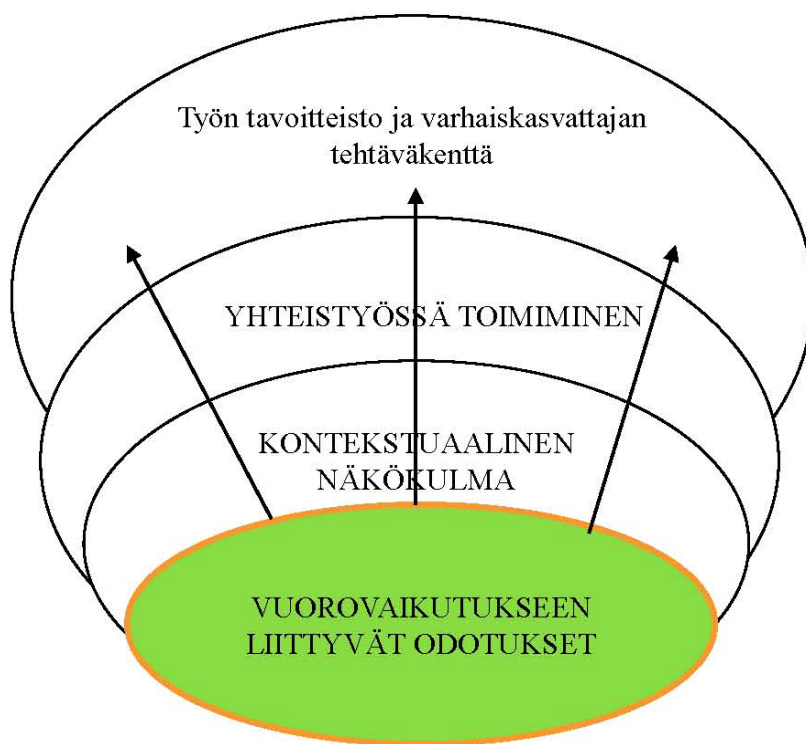 Työn tavoitteisto ja varhaiskasvattajan
tehtäväkenttä
YHTEISTYÖSSÄ TOIMIMINEN
KONTEKSTUAALINEN
NÄKÖKULMA
VUOROVAIKUTUKSEEN
LIITTYVÄT ODOTUKSET